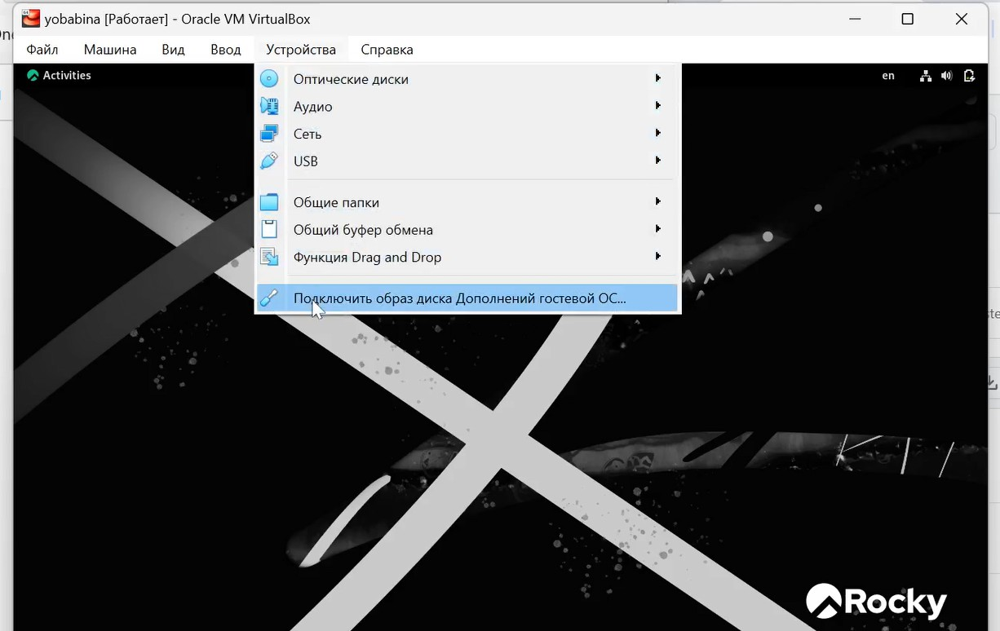 yobabina [Работает] - Oracle VM VirtualBox
Файл Машина Вид Ввод Устройства Справка
Activities
en
Оптические диски
Аудио
Сеть
USB
Общие папки
Общий буфер обмена
Функция Drag and Drop
Подключить образ диска Дополнений гостевой ОС...
Rocky